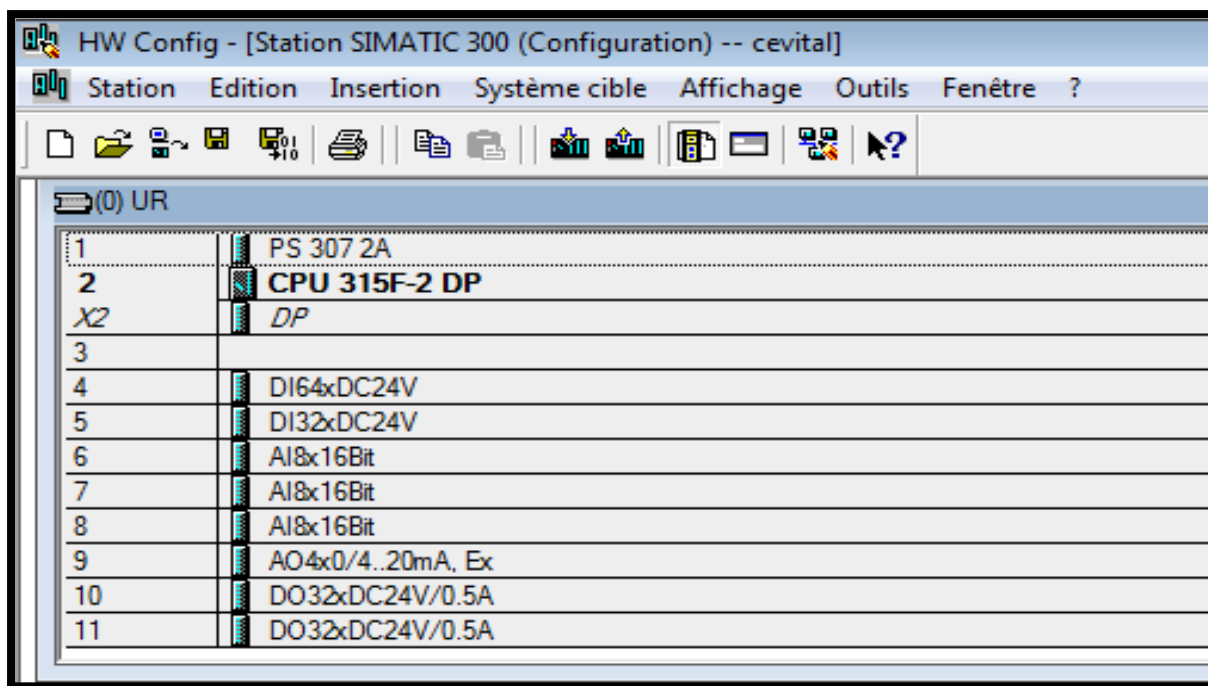 HW Config - [Station SIMATIC 300 (Configuration) -- cevital]
Station Edition Insertion Système cible Affichage Outils Fenêtre ?
(0) UR
1 PS 307 2A
2 CPU 315F-2 DP
X2 DP
3
4 DI64xDC24V
5 DI32xDC24V
6 AI8x16Bit
7 AI8x16Bit
8 AI8x16Bit
9 AO4x0/4..20mA, Ex
10 DO32xDC24V/0.5A
11 DO32xDC24V/0.5A